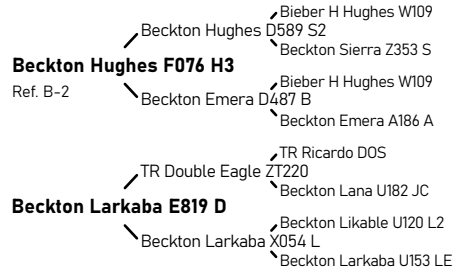 Bieber H Hughes W109
Beckton Hughes D589 S2
Beckton Sierra Z353 S
Beckton Hughes F076 H3
Ref. B-2
Bieber H Hughes W109
Beckton Emera D487 B
Beckton Emera A186 A
TR Ricardo DOS
TR Double Eagle ZT220
Beckton Lana U182 JC
Beckton Larkaba E819 D
Beckton Likable U120 L2
Beckton Larkaba X054 L
Beckton Larkaba U153 LE